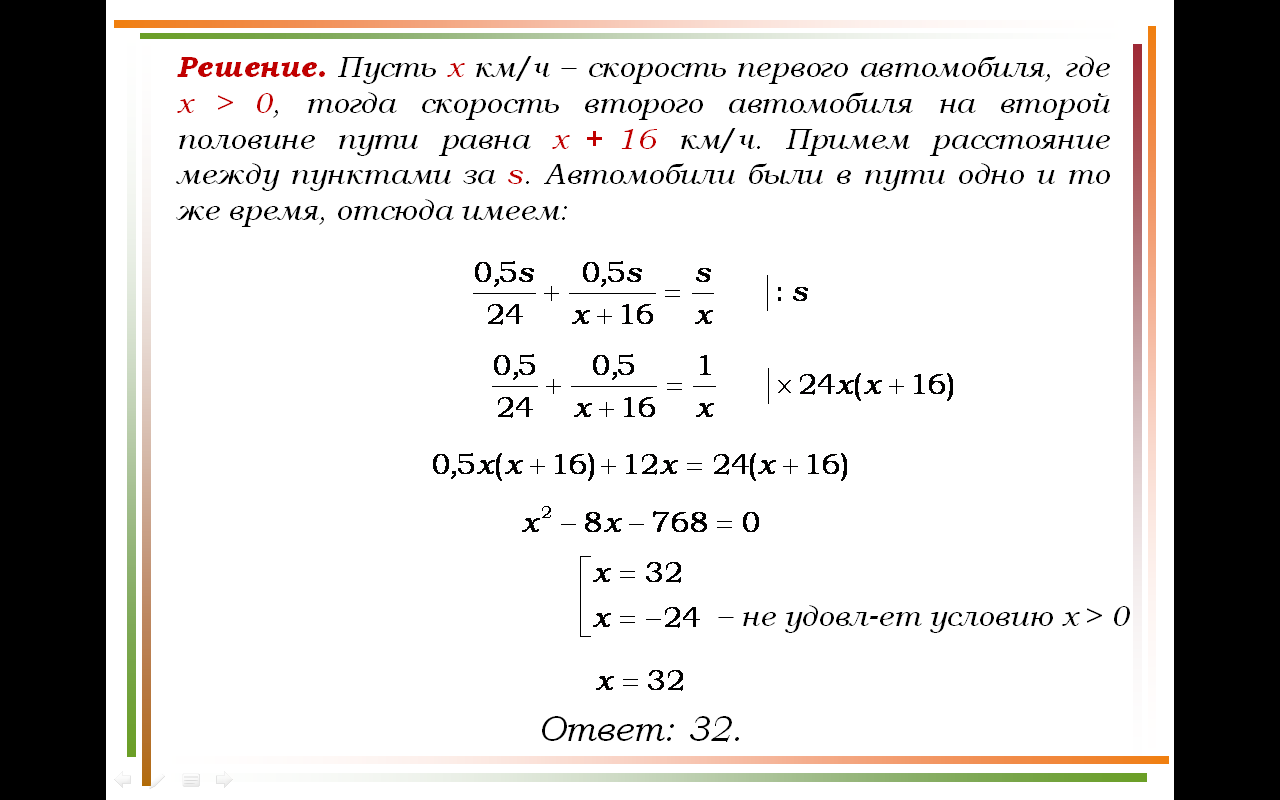 Решение. Пусть x км/ч – скорость первого автомобиля, где
x > 0, тогда скорость второго автомобиля на второй
половине пути равна x + 16 км/ч. Примем расстояние
между пунктами за s. Автомобили были в пути одно и то
же время, отсюда имеем:
0,5s/24 + 0,5s/(x + 16) = s/x |: s
0,5/24 + 0,5/(x + 16) = 1/x |× 24x(x + 16)
0,5x(x + 16) + 12x = 24(x + 16)
x² – 8x – 768 = 0
[ x = 32
x = –24 – не удовл-ет условию x > 0
x = 32
Ответ: 32.